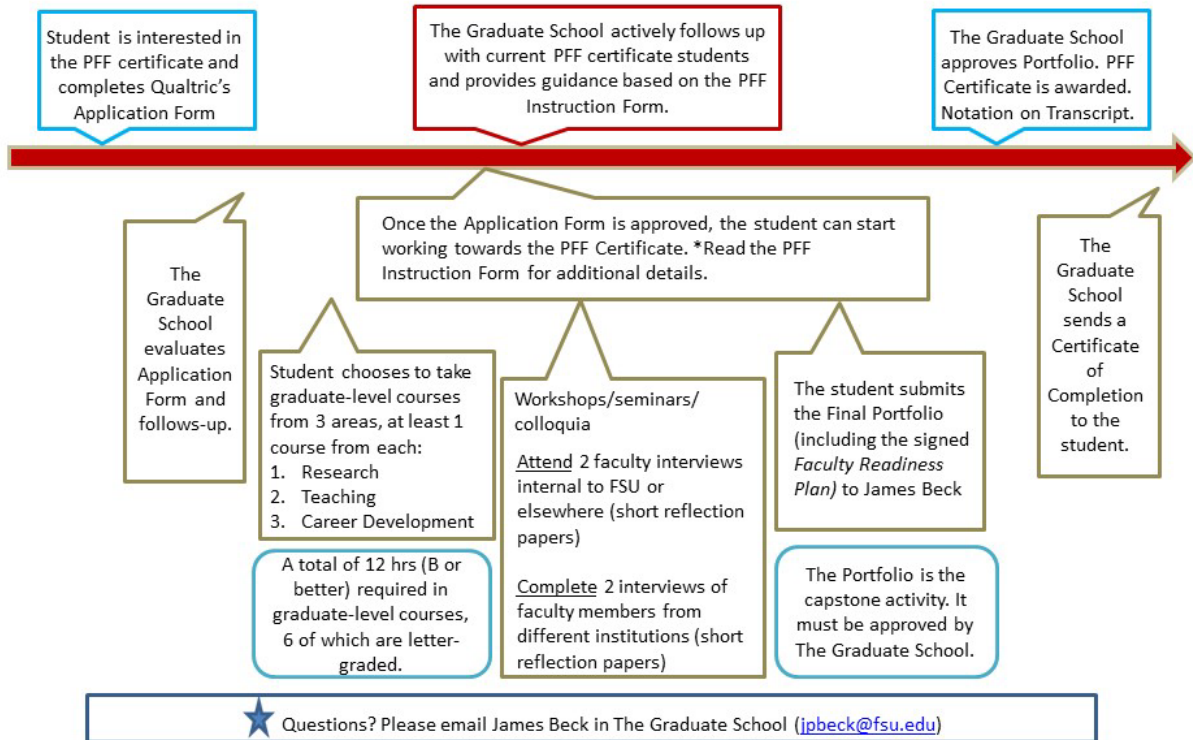 Student is interested in
the PFF certificate and
completes Qualtric's
Application Form
The Graduate School actively follows up
with current PFF certificate students
and provides guidance based on the PFF
Instruction Form.
The Graduate School
approves Portfolio. PFF
Certificate is awarded.
Notation on Transcript.
The
Graduate
School
evaluates
Application
Form and
follows-up.
Once the Application Form is approved, the student can start
working towards the PFF Certificate. *Read the PFF
Instruction Form for additional details.
Student chooses to take
graduate-level courses
from 3 areas, at least 1
course from each:
1. Research
2. Teaching
3. Career Development
A total of 12 hrs (B or
better) required in
graduate-level courses,
6 of which are letter-
graded.
Workshops/seminars/
colloquia
Attend 2 faculty interviews
internal to FSU or
elsewhere (short reflection
papers)
Complete 2 interviews of
faculty members from
different institutions (short
reflection papers)
The student submits
the Final Portfolio
(including the signed
Faculty Readiness
Plan) to James Beck
The Portfolio is the
capstone activity. It
must be approved by
The Graduate School.
The
Graduate
School
sends a
Certificate
of
Completion
to the
student.
Questions? Please email James Beck in The Graduate School (jpbeck@fsu.edu)